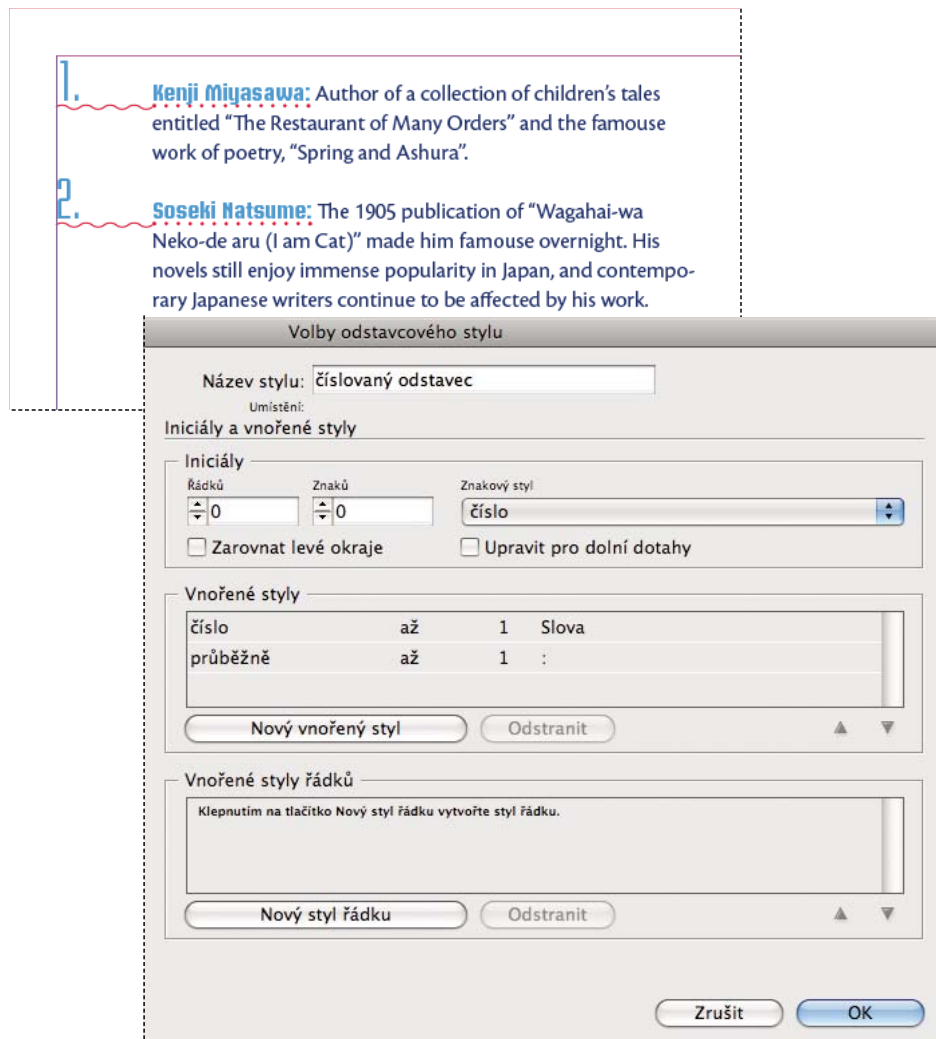 1.
Kenji Miyasawa: Author of a collection of children’s tales
entitled “The Restaurant of Many Orders” and the famouse
work of poetry, “Spring and Ashura”.
2.
Soseki Natsume: The 1905 publication of “Wagahai-wa
Neko-de aru (I am Cat)” made him famouse overnight. His
novels still enjoy immense popularity in Japan, and contempo-
rary Japanese writers continue to be affected by his work.
Volby odstavcového stylu
Název stylu: číslovaný odstavec
Umístění:
Iniciály a vnořené styly
Iniciály
Řádků Znaků Znakový styl
0 0 číslo
Zarovnat levé okraje Upravit pro dolní dotahy
Vnořené styly
číslo až 1 Slova
průběžně až 1 :
Nový vnořený styl Odstranit
Vnořené styly řádků
Klepnutím na tlačítko Nový styl řádku vytvořte styl řádku.
Nový styl řádku Odstranit
Zrušit OK